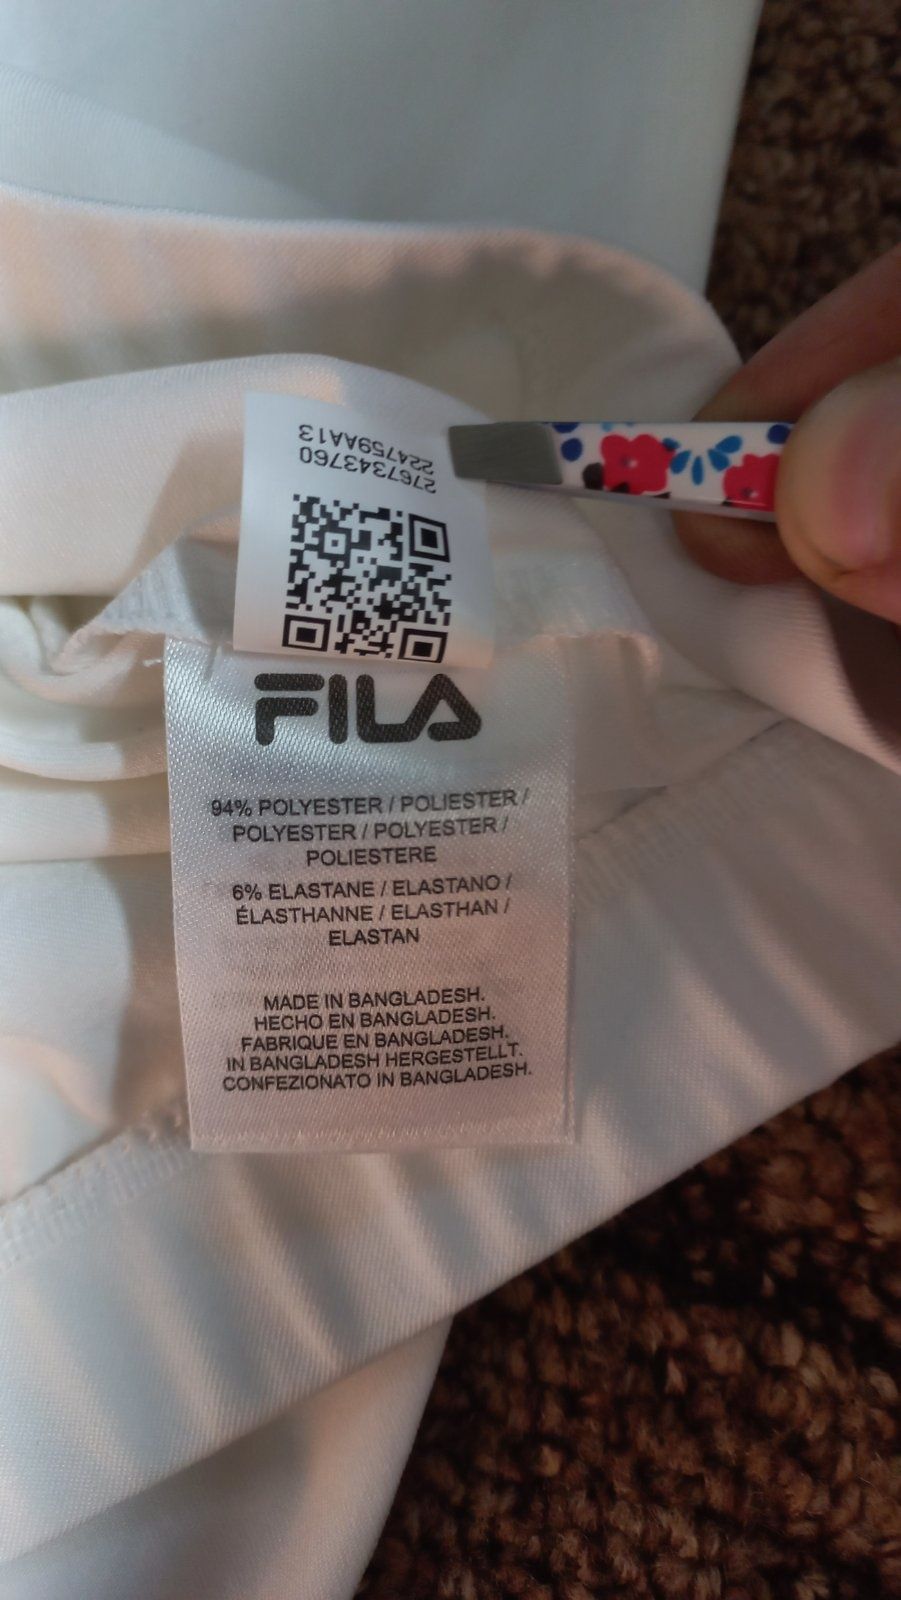 2767343760
224759AA13
FILA
94% POLYESTER / POLIESTER /
POLYESTER / POLYESTER /
POLIESTERE
6% ELASTANE / ELASTANO /
ÉLASTHANNE / ELASTHAN /
ELASTAN
MADE IN BANGLADESH.
HECHO EN BANGLADESH.
FABRIQUE EN BANGLADESH.
IN BANGLADESH HERGESTELLT.
CONFEZIONATO IN BANGLADESH.